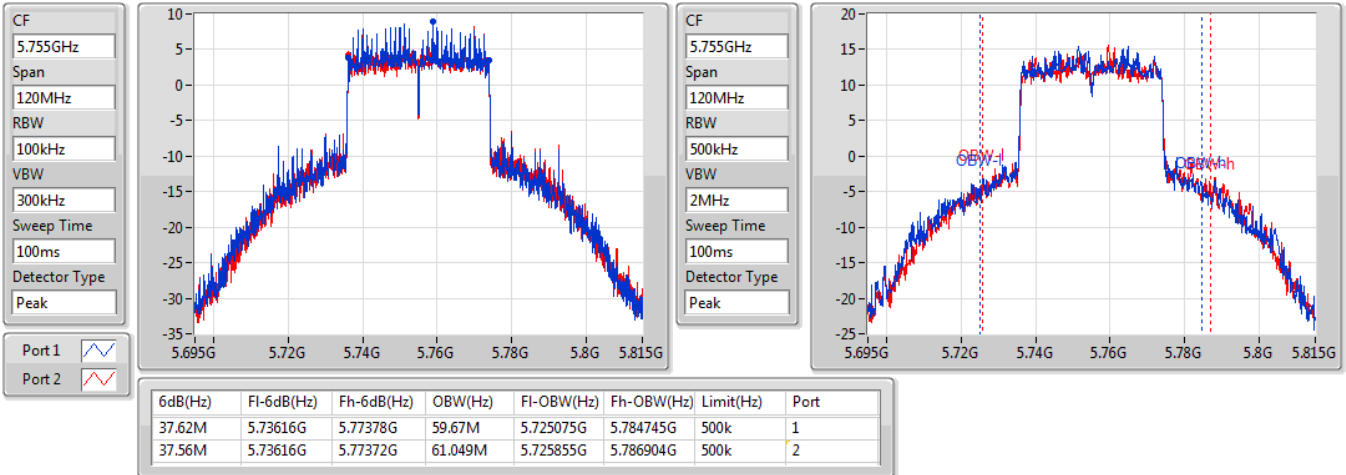 CF
5.755GHz
Span
120MHz
RBW
100kHz
VBW
300kHz
Sweep Time
100ms
Detector Type
Peak
Port 1
Port 2
10
5
0
-5
-10
-15
-20
-25
-30
-35
5.695G 5.72G 5.74G 5.76G 5.78G 5.8G 5.815G
CF
5.755GHz
Span
120MHz
RBW
500kHz
VBW
2MHz
Sweep Time
100ms
Detector Type
Peak
20
15
10
5
0
-5
-10
-15
-20
-25
OBW-l
5.695G 5.72G 5.74G 5.76G 5.78G 5.8G 5.815G
6dB(Hz) Fl-6dB(Hz) Fh-6dB(Hz) OBW(Hz) Fl-OBW(Hz) Fh-OBW(Hz) Limit(Hz) Port
37.62M 5.73616G 5.77378G 59.67M 5.725075G 5.784745G 500k 1
37.56M 5.73616G 5.77372G 61.049M 5.725855G 5.786904G 500k 2